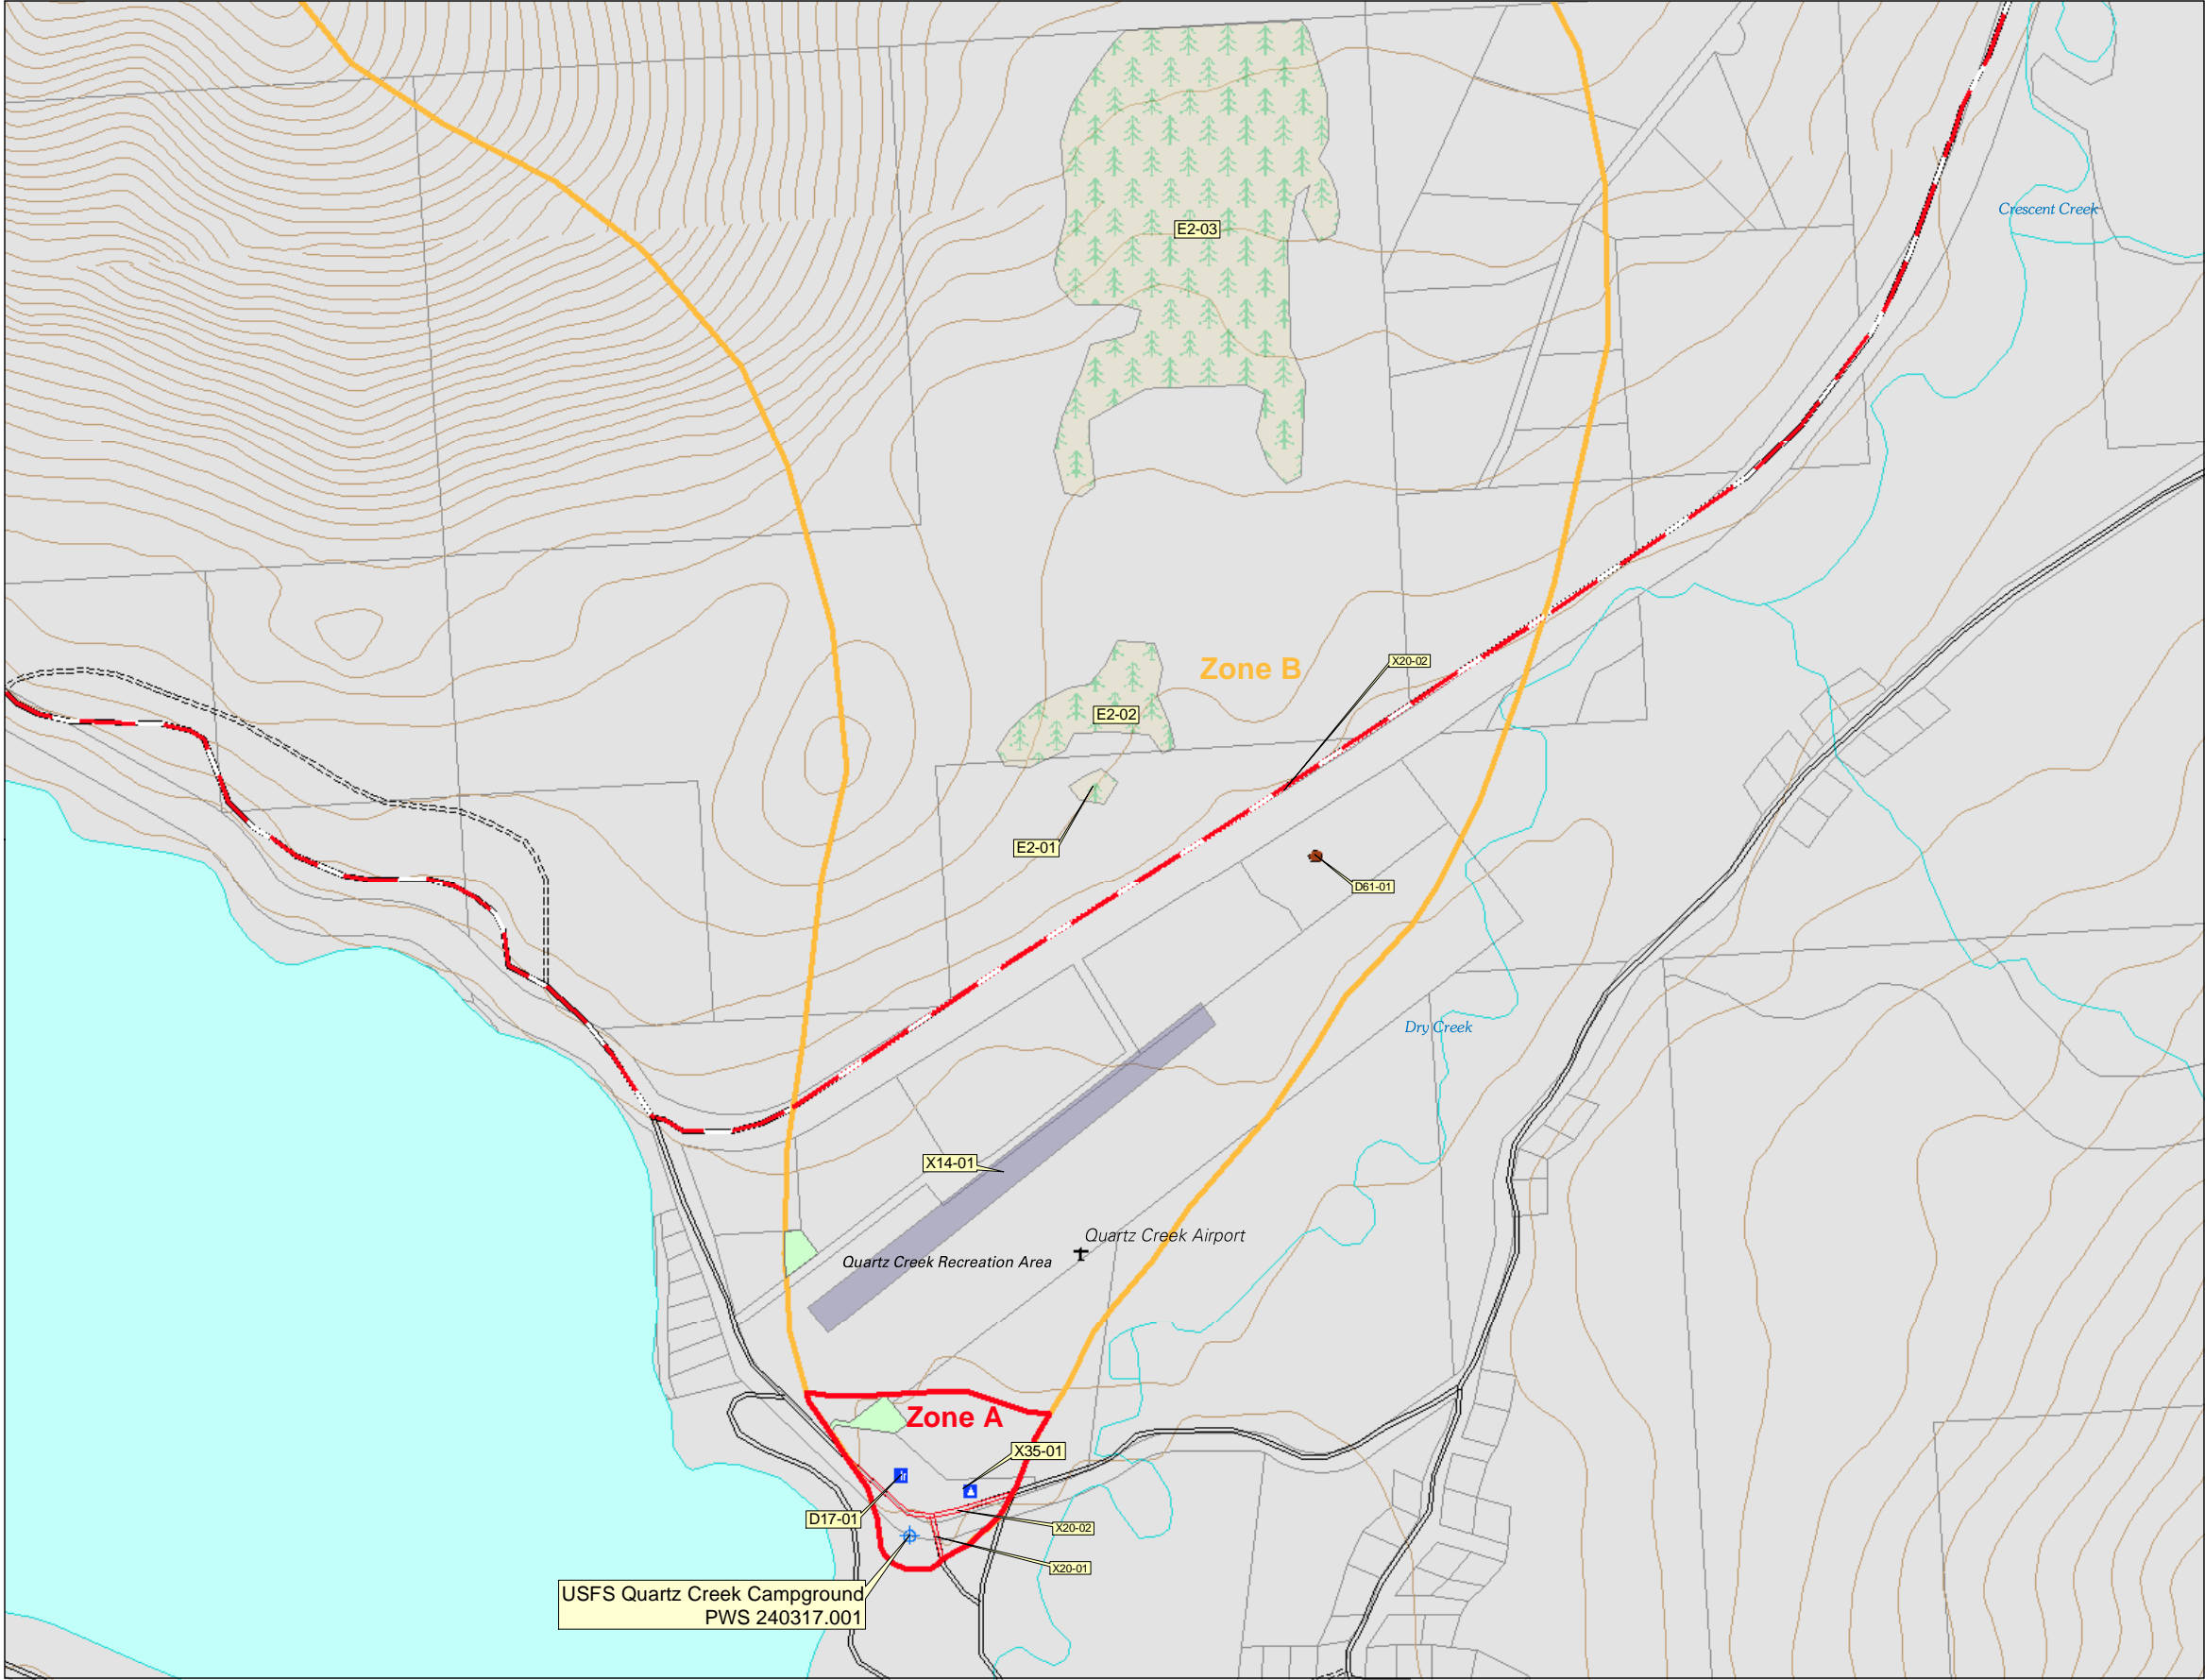 Crescent Creek
E2-03
X20-02
Zone B
E2-02
E2-01
D61-01
Dry Creek
X14-01
Quartz Creek Airport
Quartz Creek Recreation Area
Zone A
X35-01
D17-01
X20-02
X20-01
USFS Quartz Creek Campground
PWS 240317.001